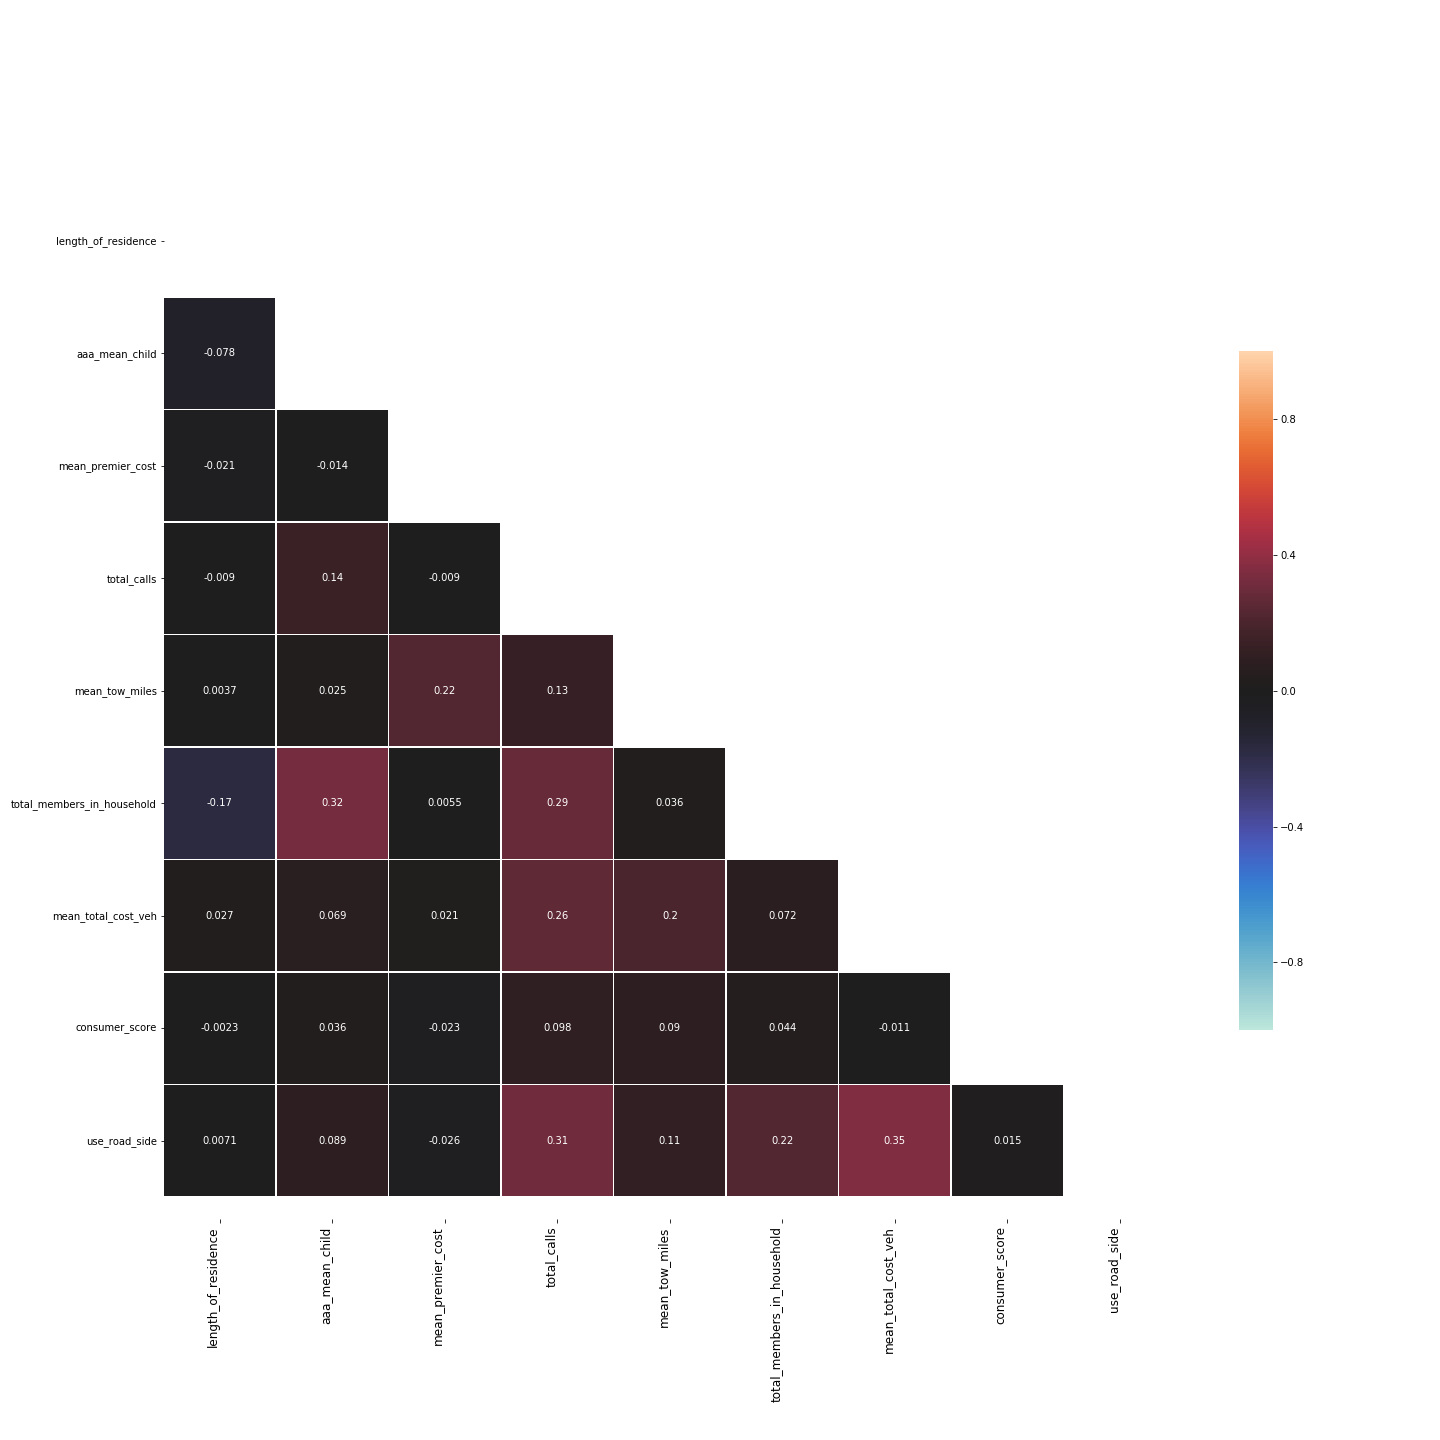 length_of_residence
aaa_mean_child -0.078
mean_premier_cost -0.021 -0.014
total_calls -0.009 0.14 -0.009
mean_tow_miles 0.0037 0.025 0.22 0.13
total_members_in_household -0.17 0.32 0.0055 0.29 0.036
mean_total_cost_veh 0.027 0.069 0.021 0.26 0.2 0.072
consumer_score -0.0023 0.036 -0.023 0.098 0.09 0.044 -0.011
use_road_side 0.0071 0.089 -0.026 0.31 0.11 0.22 0.35 0.015
length_of_residence
aaa_mean_child
mean_premier_cost
total_calls
mean_tow_miles
total_members_in_household
mean_total_cost_veh
consumer_score
use_road_side
0.8
0.4
0.0
−0.4
−0.8